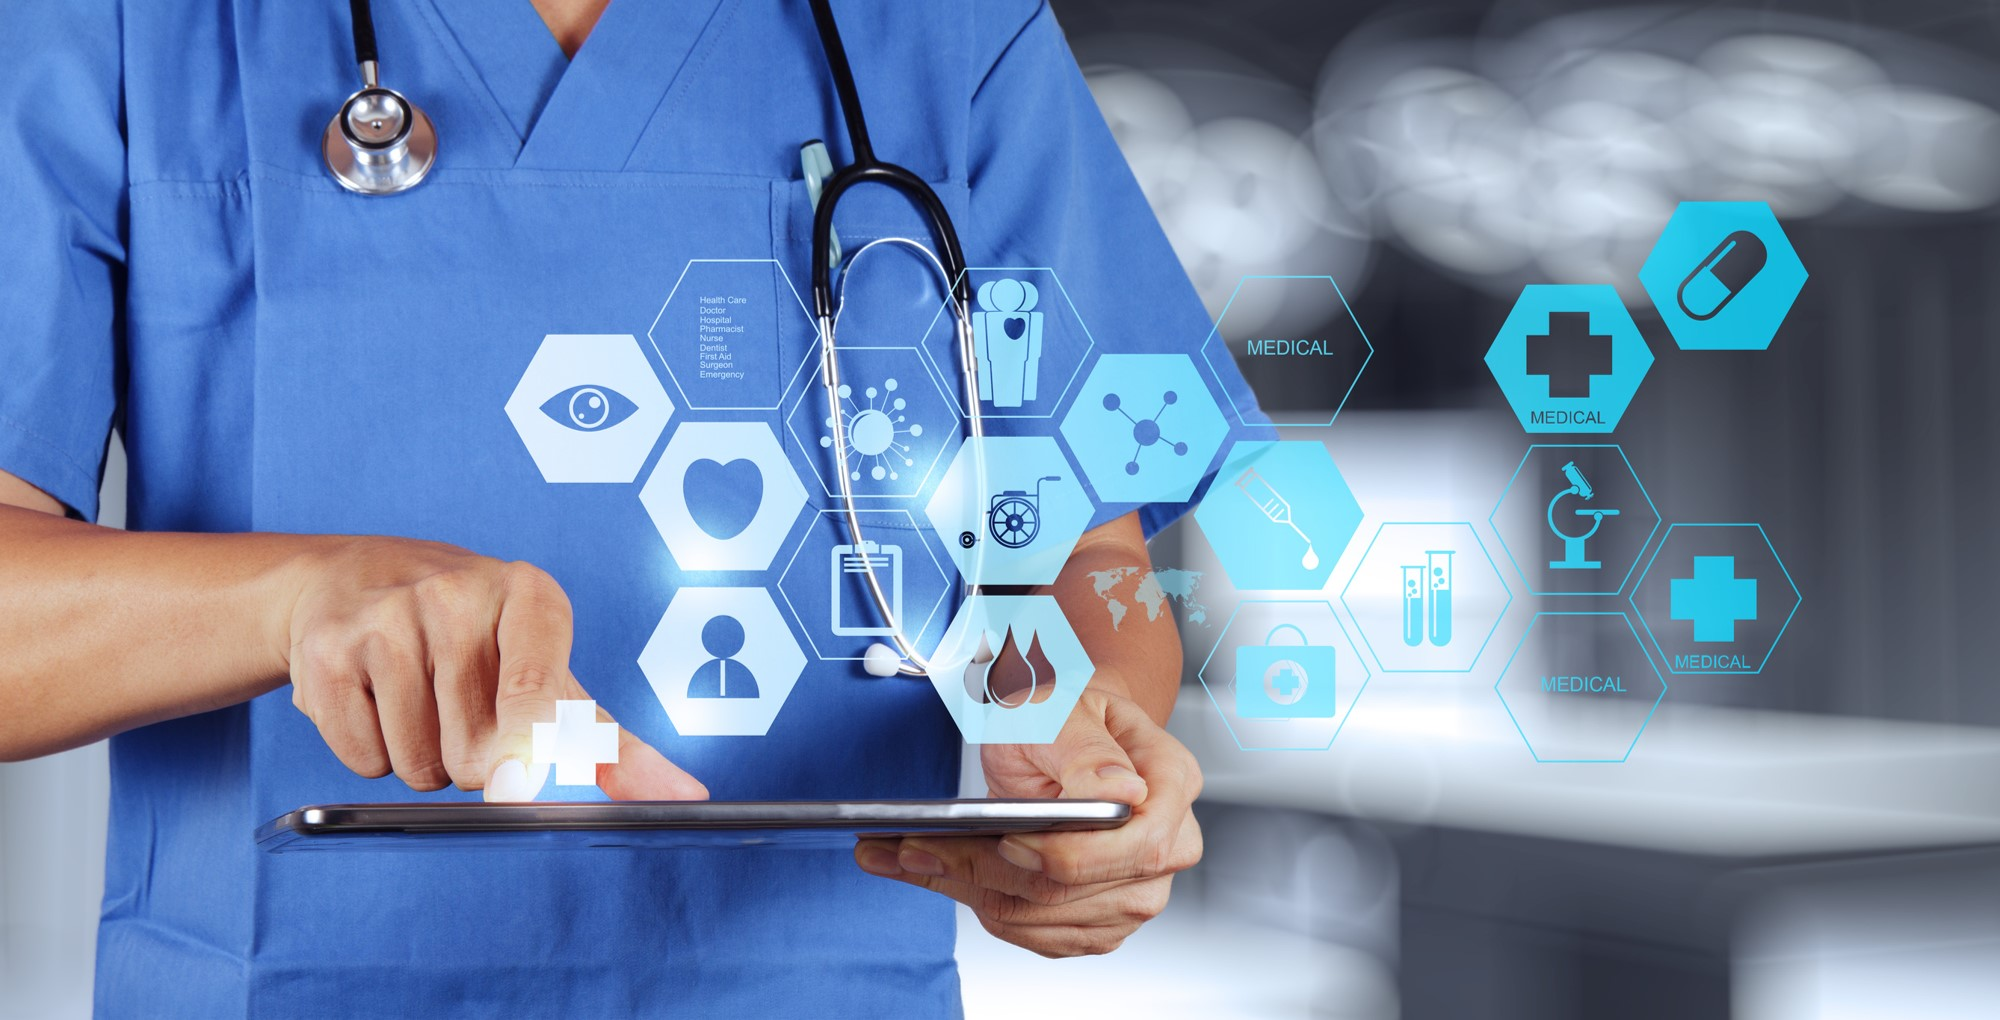 Health Care
Doctor
Hospital
Pharmacist
Nurse
Dentist
First Aid
Surgeon
Emergency
MEDICAL
MEDICAL
MEDICAL
MEDICAL